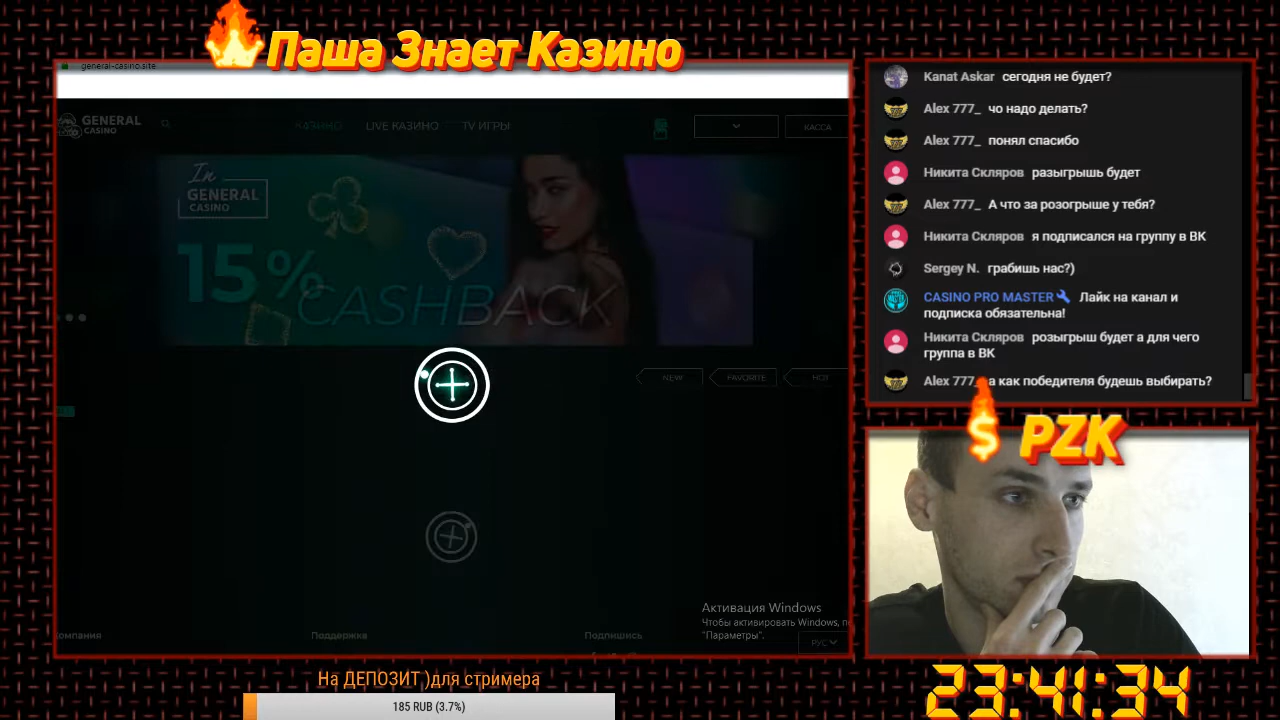 Паша Знает Казино
general-casino.site
GENERAL
CASINO
КАЗИНО
LIVE КАЗИНО
TV ИГРЫ
КАССА
In
GENERAL
CASINO
15%
CASHBACK
NEW
FAVORITE
HOT
Активация Windows
Чтобы активировать Windows, п
"Параметры".
РУС
омпания
Поддержка
Подпишись
Kanat Askar сегодня не будет?
Alex 777_ чо надо делать?
Alex 777_ понял спасибо
Никита Скляров разыгрышь будет
Alex 777_ А что за розогрыше у тебя?
Никита Скляров я подписался на группу в ВК
Sergey N. грабишь нас?)
CASINO PRO MASTER Лайк на канал и
подписка обязательна!
Никита Скляров розыгрыш будет а для чего
группа в ВК
Alex 777_ а как победителя будешь выбирать?
$ PZK
На ДЕПОЗИТ )для стримера
185 RUB (3.7%)
23:41:34